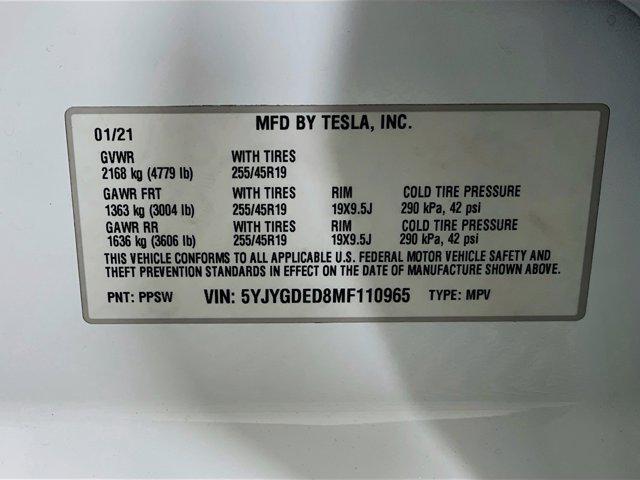 MFD BY TESLA, INC.
01/21
GVWR WITH TIRES
2168 kg (4779 lb) 255/45R19
GAWR FRT WITH TIRES RIM COLD TIRE PRESSURE
1363 kg (3004 lb) 255/45R19 19X9.5J 290 kPa, 42 psi
GAWR RR WITH TIRES RIM COLD TIRE PRESSURE
1636 kg (3606 lb) 255/45R19 19X9.5J 290 kPa, 42 psi
THIS VEHICLE CONFORMS TO ALL APPLICABLE U.S. FEDERAL MOTOR VEHICLE SAFETY AND
THEFT PREVENTION STANDARDS IN EFFECT ON THE DATE OF MANUFACTURE SHOWN ABOVE.
PNT: PPSW VIN: 5YJYGDED8MF110965 TYPE: MPV